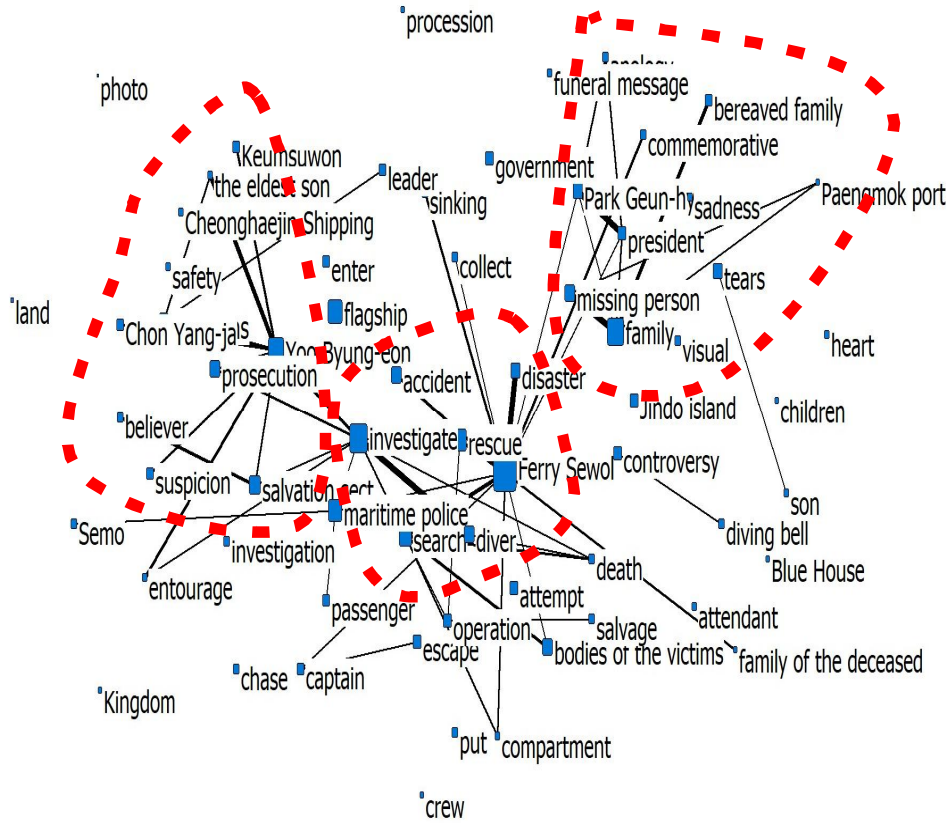 procession
funeral message
photo
bereaved family
commemorative
Keumsuwon
government
the eldest son
leader
Paengmok port
sinking
sadness
Cheonghaejin Shipping
president
collect
enter
safety
tears
missing person
land
flagship
Chon Yang-ja
family
visual
heart
prosecution
accident
disaster
Jindo island
children
believer
investigate
rescue
Ferry Sewol
controversy
suspicion
son
maritime police
Semo
diving bell
search
diver
investigation
death
Blue House
entourage
attempt
passenger
attendant
operation
salvage
escape
bodies of the victims
family of the deceased
chase
captain
Kingdom
put
compartment
crew